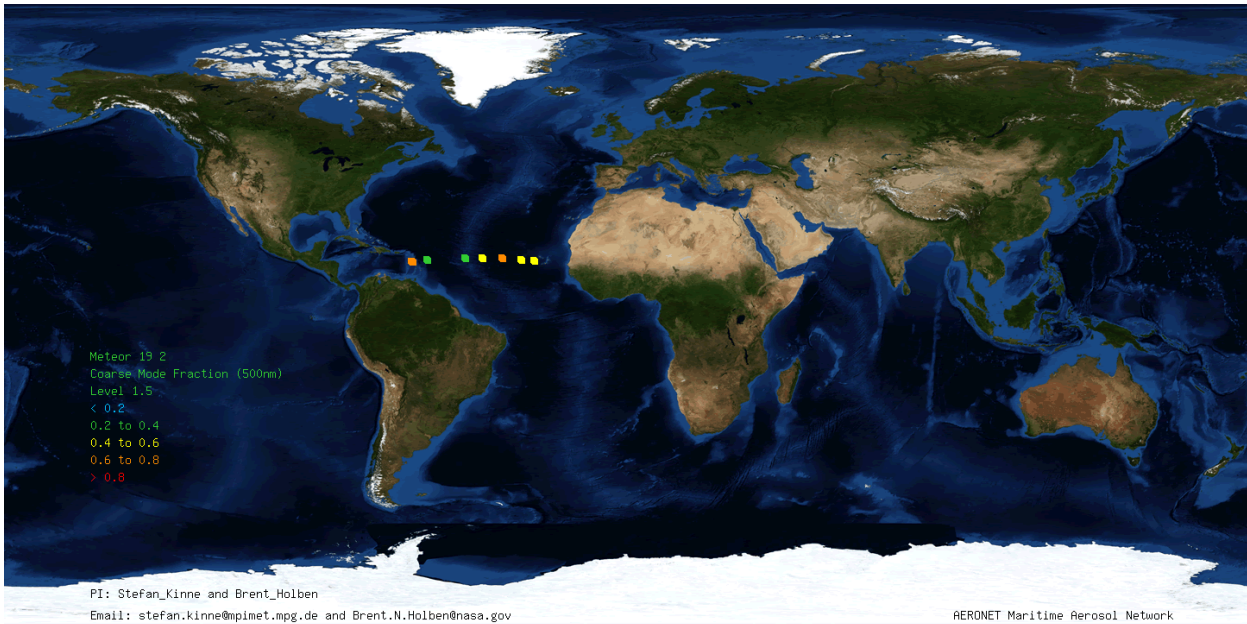 Meteor 19 2
Coarse Mode Fraction (500nm)
Level 1.5
< 0.2
0.2 to 0.4
0.4 to 0.6
0.6 to 0.8
> 0.8
PI: Stefan_Kinne and Brent_Holben
Email: stefan.kinne@mpimet.mpg.de and Brent.N.Holben@nasa.gov
AERONET Maritime Aerosol Network